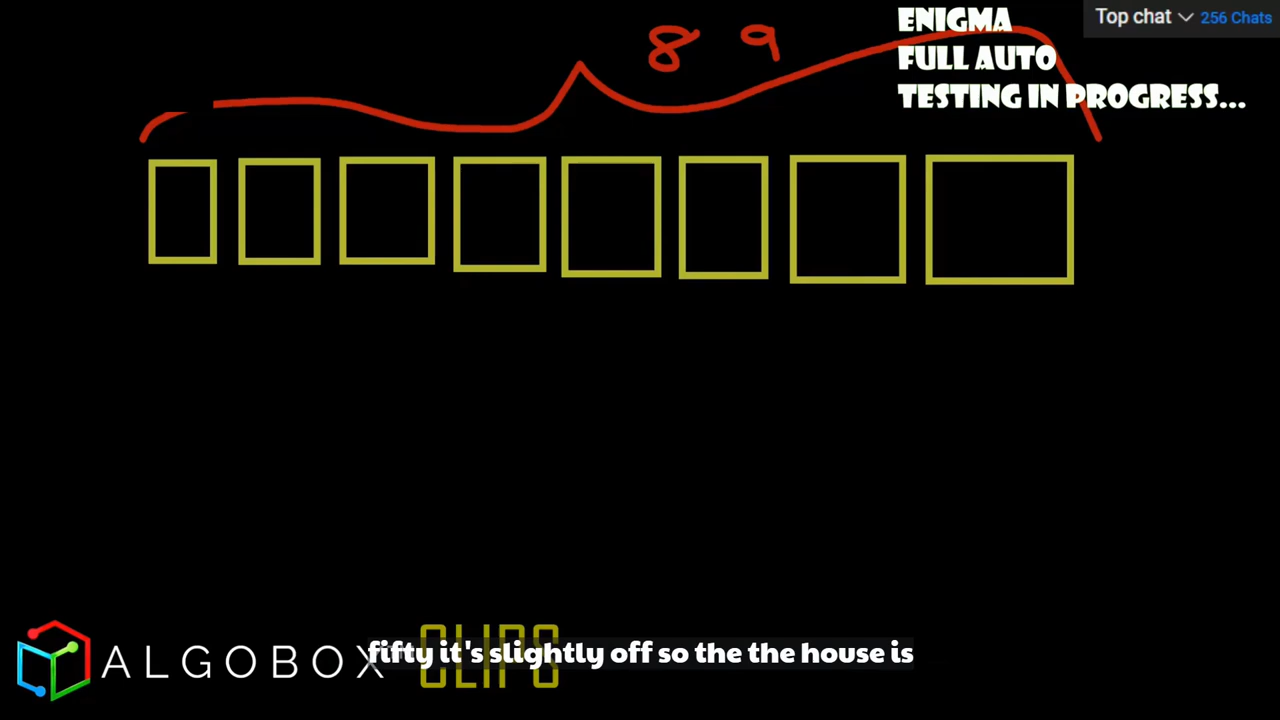 ENIGMA
FULL AUTO
TESTING IN PROGRESS...
Top chat 256 Chats
8 9
fifty it's slightly off so the the house is
ALGOBOX CLIPS